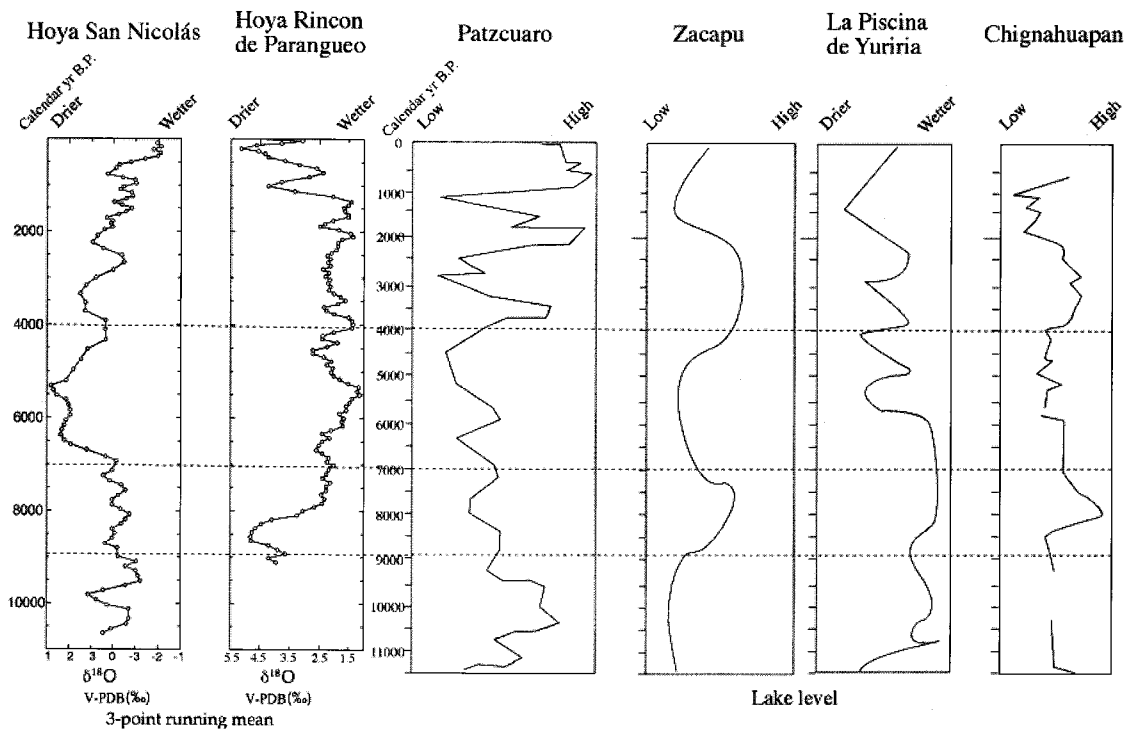 Hoya San Nicolás
Hoya Rincon
de Parangueo
Patzcuaro
Zacapu
La Piscina
de Yuriria
Chignahuapan
Calendar yr B.P.
Drier
Wetter
Drier
Wetter
Calendar yr B.P.
Low
High
Low
High
Drier
Wetter
Low
High
2000
4000
6000
8000
10000
0
1000
2000
3000
4000
5000
6000
7000
8000
9000
10000
11000
1 2 3 1 0 -2 -1
5.5 4.5 3.5 2.5 1.5
δ¹⁸O
V-PDB(‰)
3-point running mean
δ¹⁸O
V-PDB(‰)
Lake level